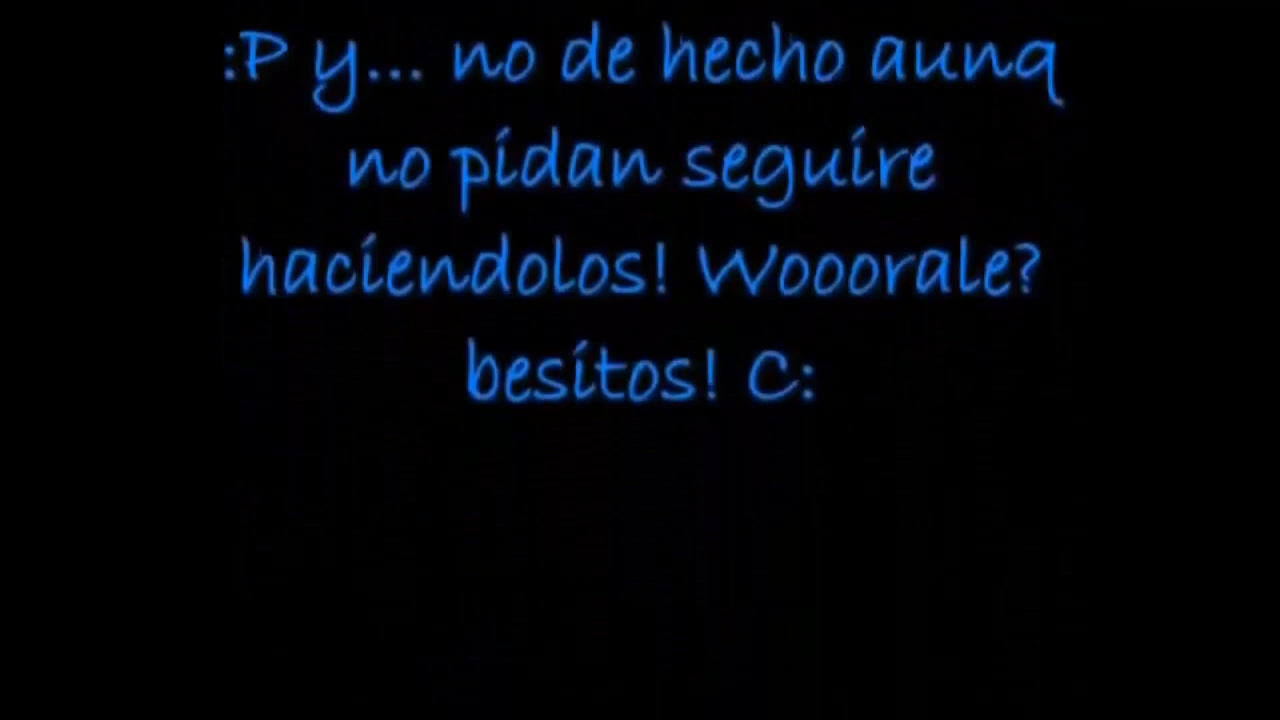 :P y... no de hecho aunq
no pidan seguire
haciendolos! Wooorale?
besitos! C: